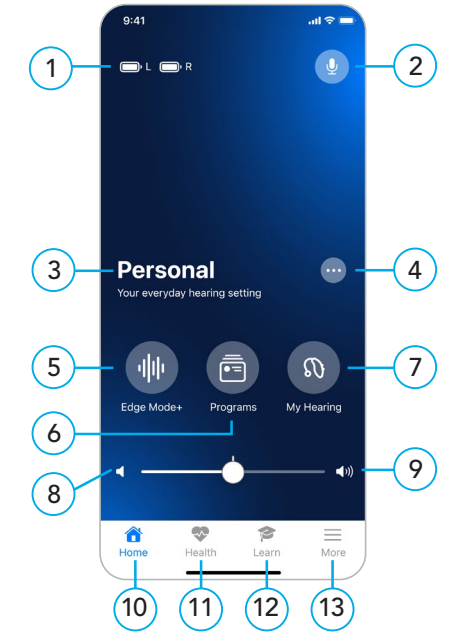 9:41
1
L R
2
3
Personal
4
Your everyday hearing setting
5
7
Edge Mode+ Programs My Hearing
6
8
9
Home Health Learn More
10 11 12 13